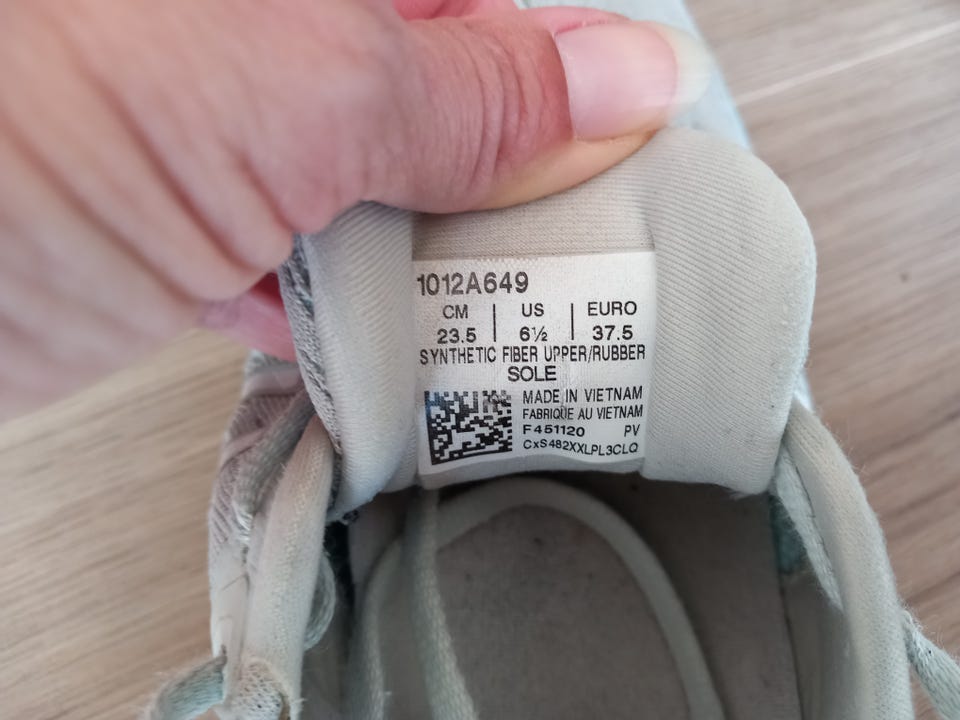 1012A649
CM | US | EURO
23.5 | 6½ | 37.5
SYNTHETIC FIBER UPPER/RUBBER
SOLE
MADE IN VIETNAM
FABRIQUÉ AU VIETNAM
F451120 PV
CxS482XXLPL3CLQ